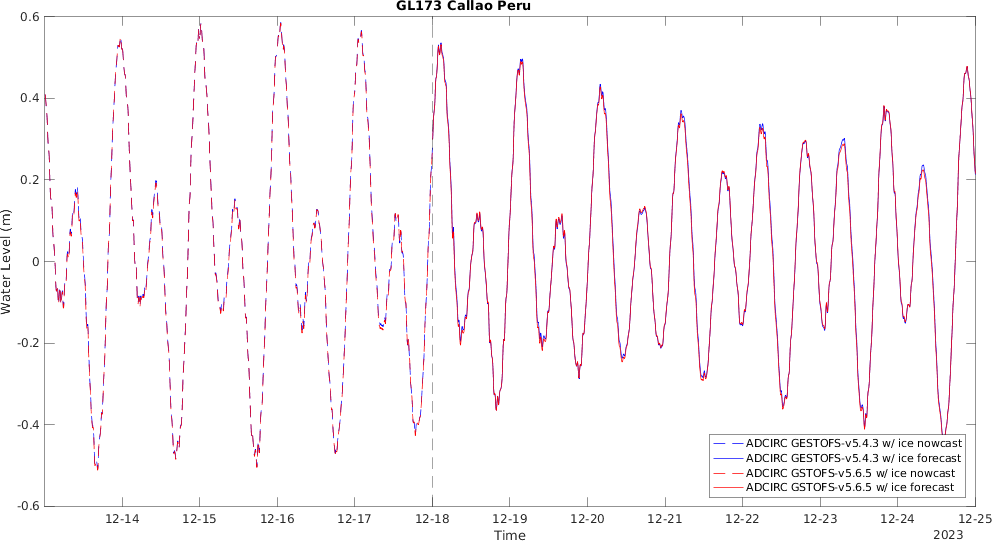 GL173 Callao Peru
Water Level (m)
0.6
0.4
0.2
0
-0.2
-0.4
-0.6
12-14 12-15 12-16 12-17 12-18 12-19 12-20 12-21 12-22 12-23 12-24 12-25
Time
2023
ADCIRC GESTOFS-v5.4.3 w/ ice nowcast
ADCIRC GESTOFS-v5.4.3 w/ ice forecast
ADCIRC GSTOFS-v5.6.5 w/ ice nowcast
ADCIRC GSTOFS-v5.6.5 w/ ice forecast